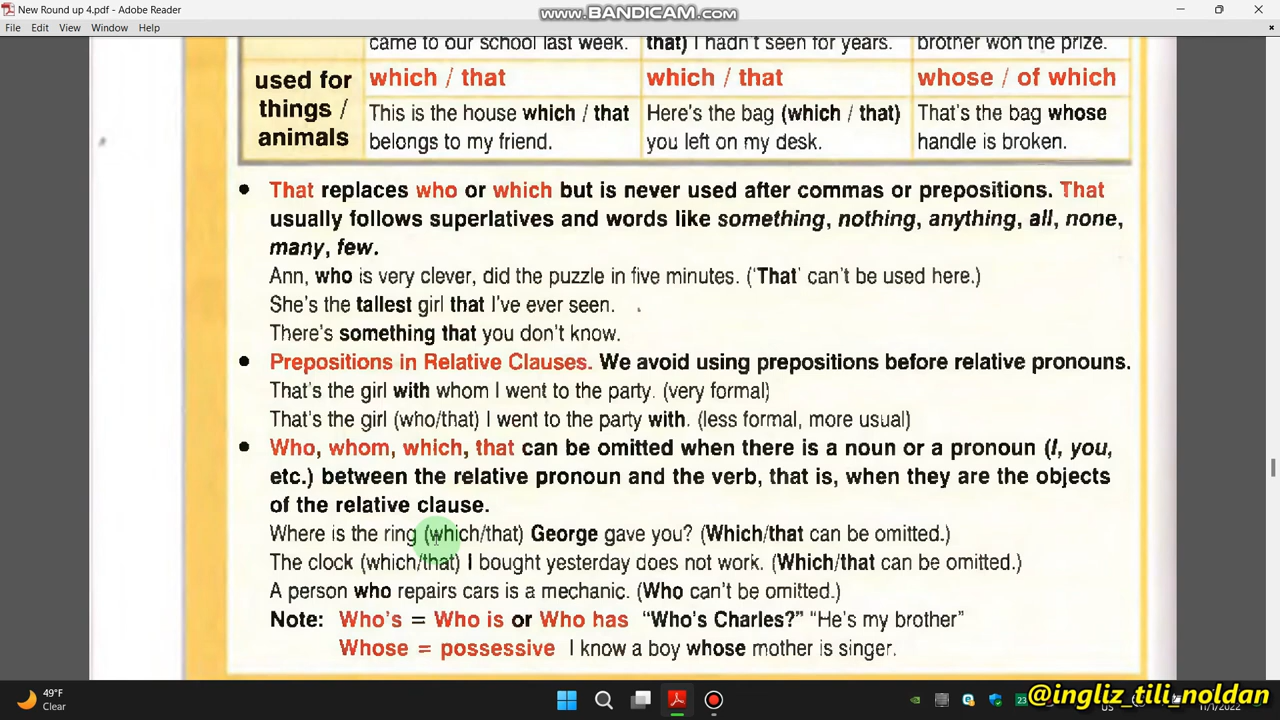 New Round up 4.pdf - Adobe Reader
www.BANDICAM.com
File Edit View Window Help
came to our school last week. that) I hadn't seen for years. brother won the prize.
used for things / animals
which / that which / that whose / of which
This is the house which / that belongs to my friend.
Here's the bag (which / that) you left on my desk.
That's the bag whose handle is broken.
• That replaces who or which but is never used after commas or prepositions. That
usually follows superlatives and words like something, nothing, anything, all, none,
many, few.
Ann, who is very clever, did the puzzle in five minutes. ('That' can't be used here.)
She's the tallest girl that I've ever seen.
There's something that you don't know.
• Prepositions in Relative Clauses. We avoid using prepositions before relative pronouns.
That's the girl with whom I went to the party. (very formal)
That's the girl (who/that) I went to the party with. (less formal, more usual)
• Who, whom, which, that can be omitted when there is a noun or a pronoun (I, you,
etc.) between the relative pronoun and the verb, that is, when they are the objects
of the relative clause.
Where is the ring (which/that) George gave you? (Which/that can be omitted.)
The clock (which/that) I bought yesterday does not work. (Which/that can be omitted.)
A person who repairs cars is a mechanic. (Who can't be omitted.)
Note: Who's = Who is or Who has "Who's Charles?" "He's my brother"
Whose = possessive I know a boy whose mother is singer.
49°F
Clear
@ingliz_tili_noldan